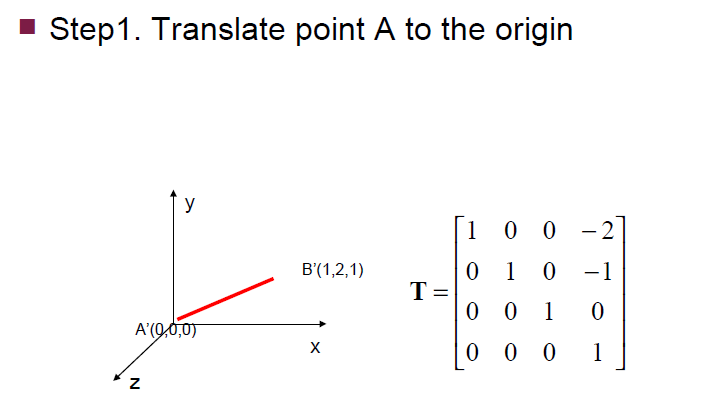 Step1. Translate point A to the origin
y
B'(1,2,1)
A'(0,0,0)
x
z
T =
1 0 0 −2
0 1 0 −1
0 0 1 0
0 0 0 1